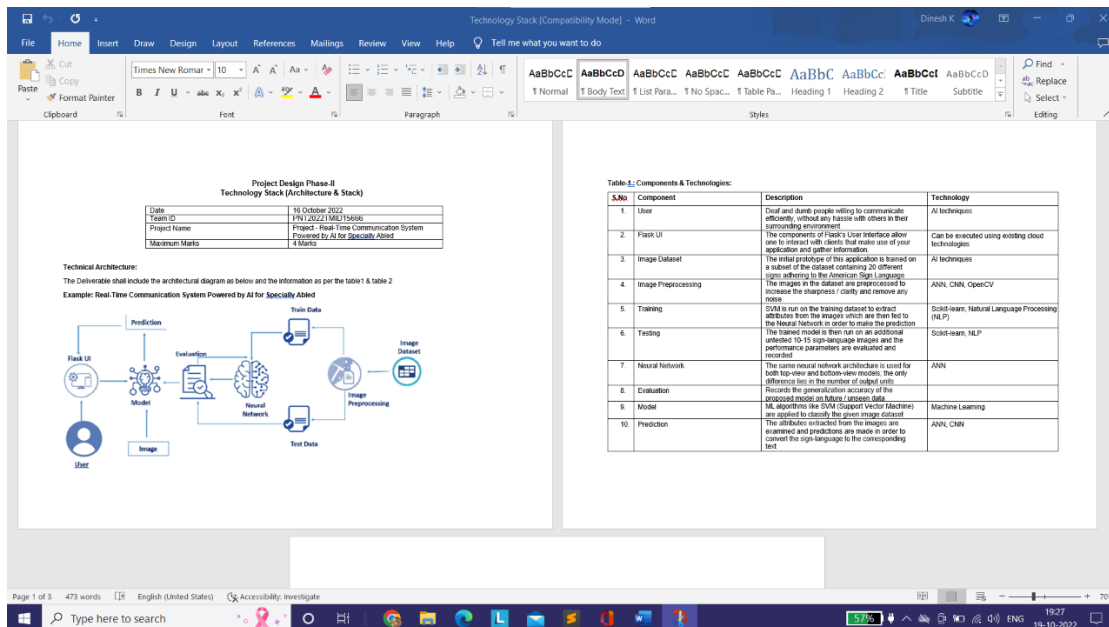 Technology Stack [Compatibility Mode] - Word
Dinesh K
File Home Insert Draw Design Layout References Mailings Review View Help Tell me what you want to do
Cut
Copy
Paste
Format Painter
Times New Romar 10
Find
Replace
Select
AaBbCcC AaBbCcD AaBbCcC AaBbCcC AaBbCcC AaBbC AaBbCc AaBbCcI AaBbCcD
¶ Normal ¶ Body Text ¶ List Para... ¶ No Spac... ¶ Table Pa... Heading 1 Heading 2 ¶ Title Subtitle
Clipboard Font Paragraph Styles Editing
Project Design Phase-II
Technology Stack (Architecture & Stack)
Date 16 October 2022
Team ID PNT2022TMID15666
Project Name Project - Real-Time Communication System
Powered by AI for Specially Abled
Maximum Marks 4 Marks
Technical Architecture:
The Deliverable shall include the architectural diagram as below and the information as per the table1 & table 2
Example: Real-Time Communication System Powered by AI for Specially Abled
Train Data
Prediction
Image
Dataset
Flask UI
Evaluation
Model
Neural
Network
Image
Preprocessing
Test Data
Image
User
Table-1 : Components & Technologies:
S.No Component Description Technology
1. User Deaf and dumb people willing to communicate AI techniques
efficiently, without any hassle with others in their
surrounding environment
2. Flask UI The components of Flask's User Interface allow Can be executed using existing cloud
one to interact with clients that make use of your technologies
application and gather information.
3. Image Dataset The initial prototype of this application is trained on AI techniques
a subset of the dataset containing 20 different
signs adhering to the American Sign Language
4. Image Preprocessing The images in the dataset are preprocessed to ANN, CNN, OpenCV
increase the sharpness / clarity and remove any
noise
5. Training SVM is run on the training dataset to extract Scikit-learn, Natural Language Processing
attributes from the images which are then fed to (NLP)
the Neural Network in order to make the prediction
6. Testing The trained model is then run on an additional Scikit-learn, NLP
untested 10-15 sign-language images and the
performance parameters are evaluated and
recorded
7. Neural Network The same neural network architecture is used for ANN
both top-view and bottom-view models; the only
difference lies in the number of output units
8. Evaluation Records the generalization accuracy of the
proposed model on future / unseen data
9. Model ML algorithms like SVM (Support Vector Machine) Machine Learning
are applied to classify the given image dataset
10. Prediction The attributes extracted from the images are ANN, CNN
examined and predictions are made in order to
convert the sign-language to the corresponding
text
Page 1 of 3 473 words English (United States) Accessibility: Investigate
Type here to search
57%
ENG
19:27
19-10-2022